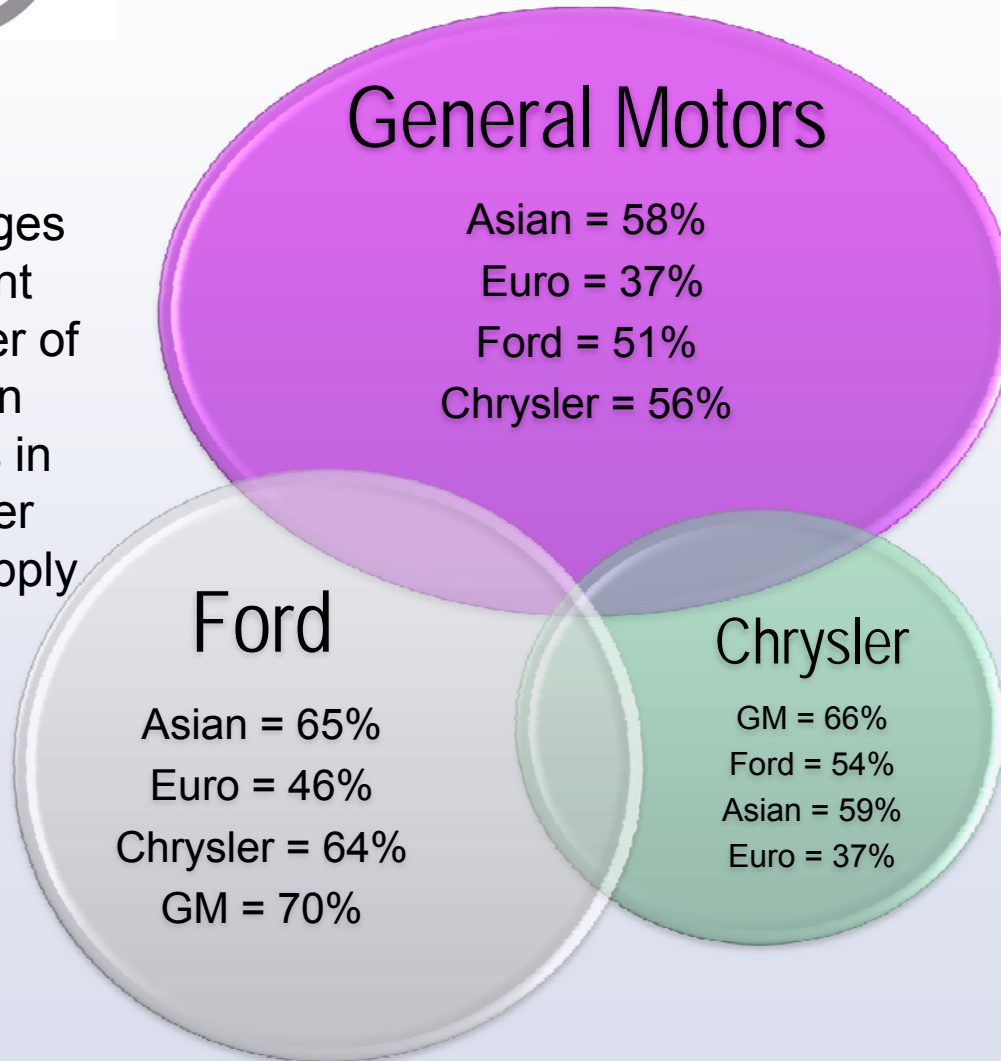 General Motors
Asian = 58%
Euro = 37%
Ford = 51%
Chrysler = 56%
in
Ford
Asian = 65%
Euro = 46%
Chrysler = 64%
GM = 70%
Chrysler
GM = 66%
Ford = 54%
Asian = 59%
Euro = 37%